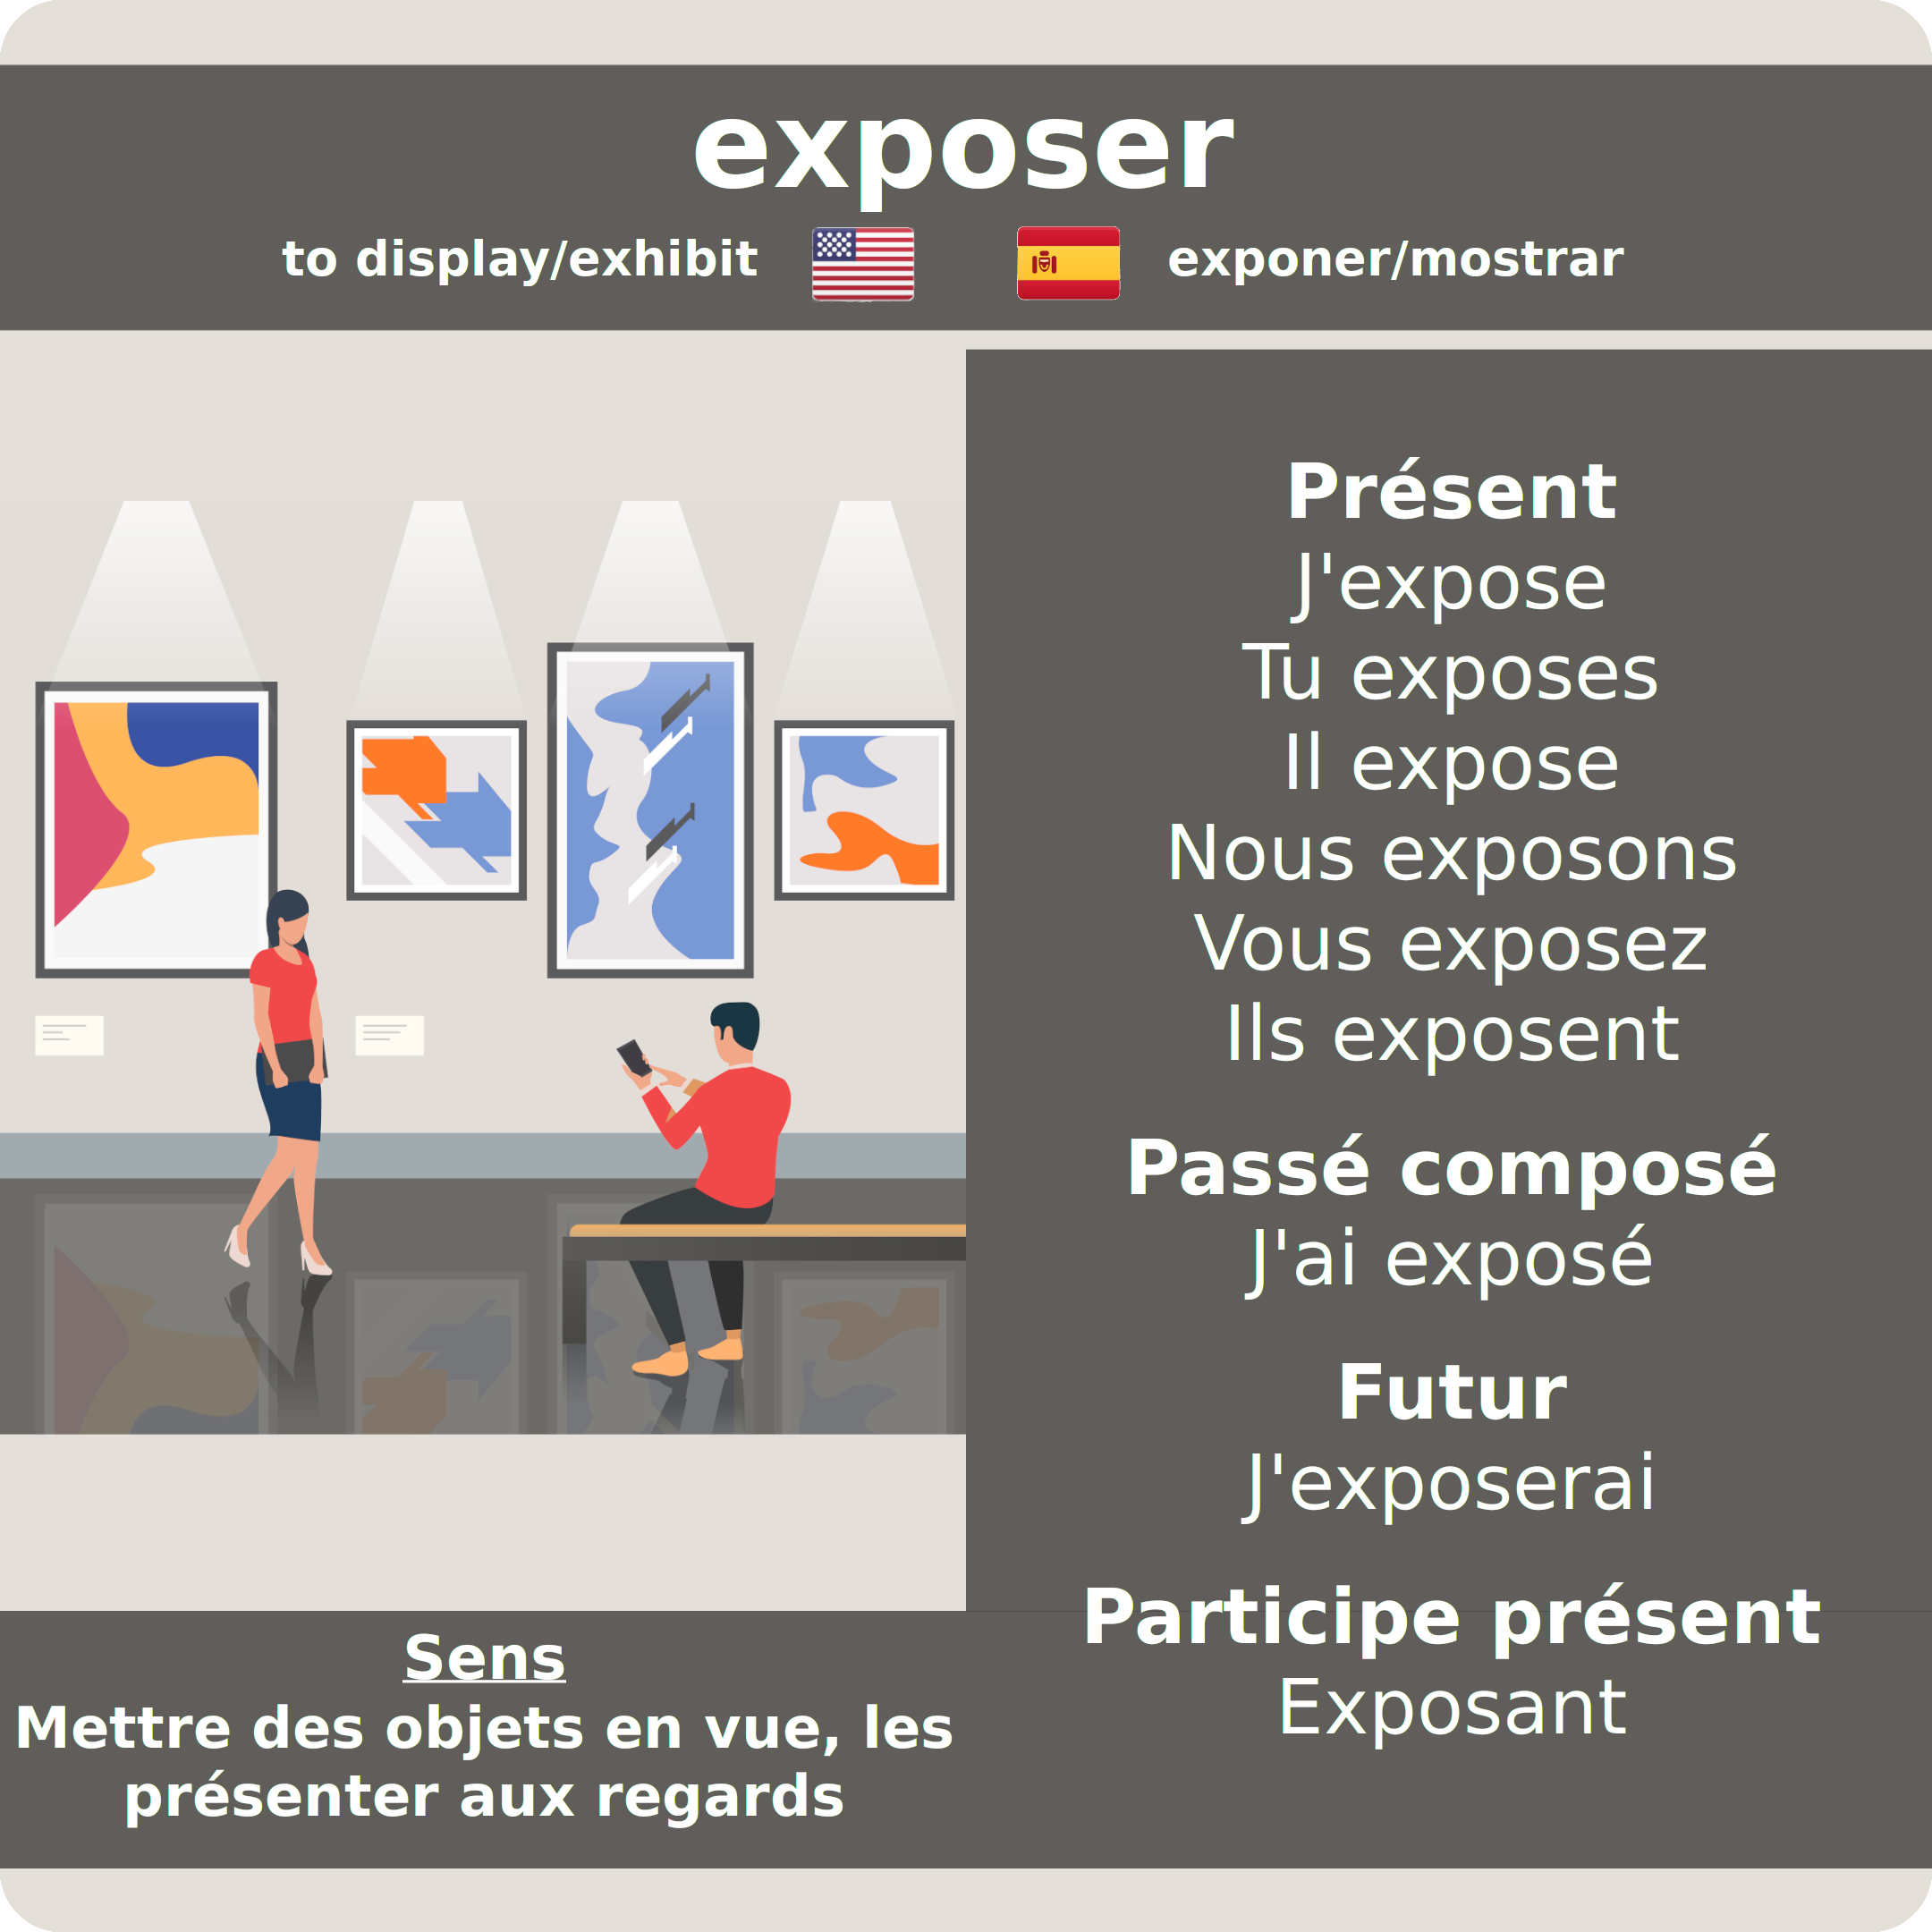 exposer
to display/exhibit
exponer/mostrar
Présent
J'expose
Tu exposes
Il expose
Nous exposons
Vous exposez
Ils exposent
Passé composé
J'ai exposé
Futur
J'exposerai
Participe présent
Exposant
Sens
Mettre des objets en vue, les
présenter aux regards